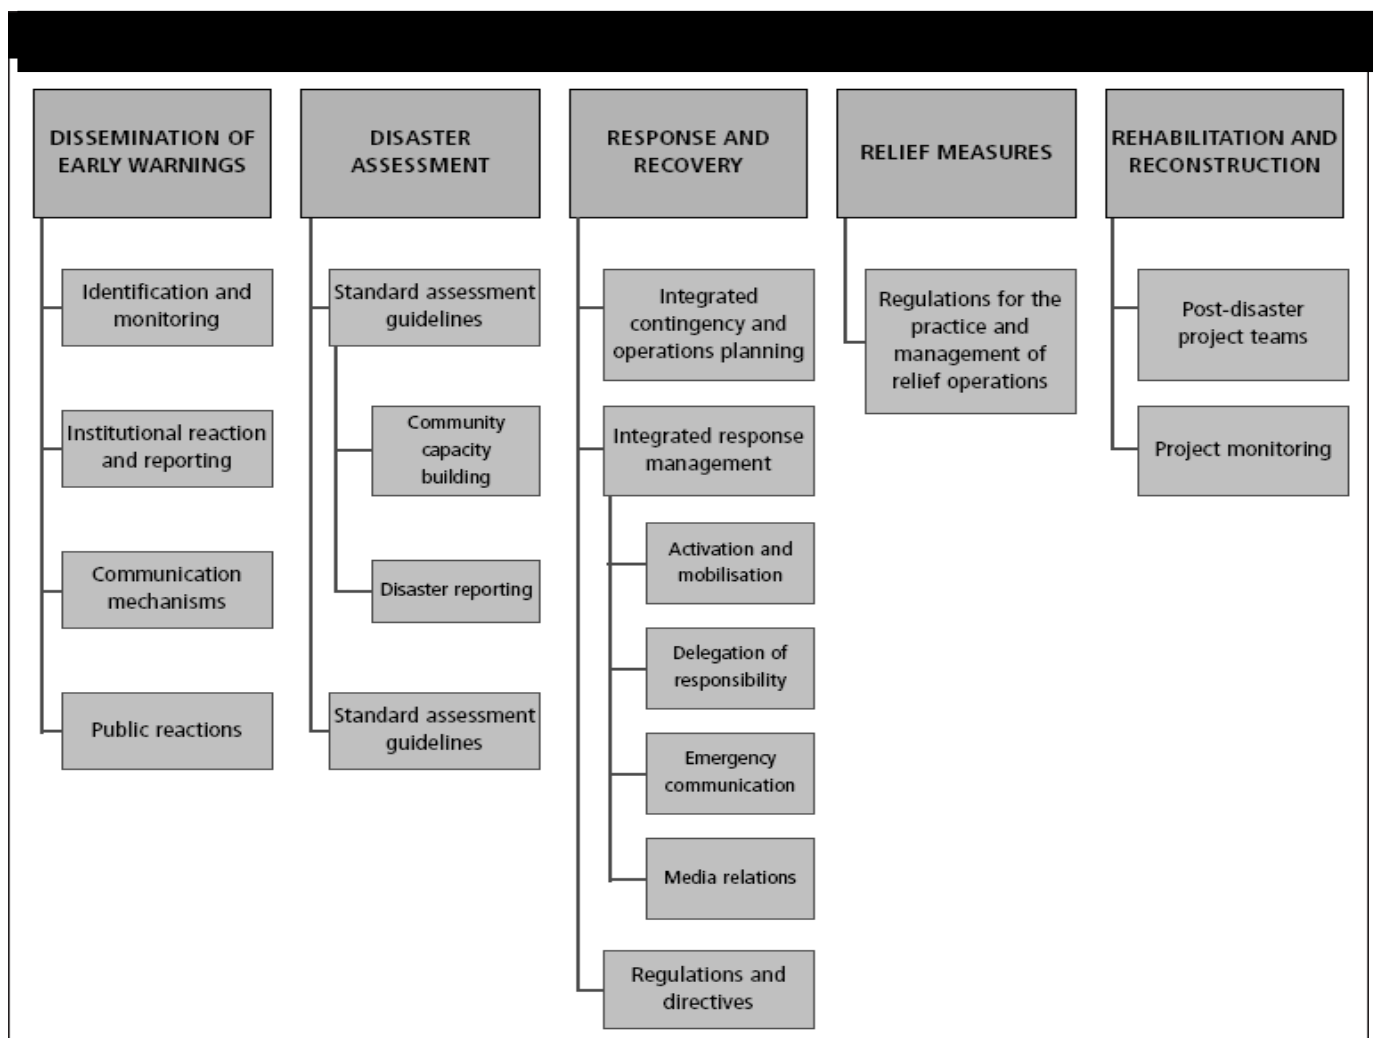 DISSEMINATION OF
EARLY WARNINGS
Identification and
monitoring
Institutional reaction
and reporting
Communication
mechanisms
Public reactions
DISASTER
ASSESSMENT
Standard assessment
guidelines
Community
capacity
building
Disaster reporting
Standard assessment
guidelines
RESPONSE AND
RECOVERY
Integrated
contingency and
operations planning
Integrated response
management
Activation and
mobilisation
Delegation of
responsibility
Emergency
communication
Media relations
Regulations and
directives
RELIEF MEASURES
Regulations for the
practice and
management of
relief operations
REHABILITATION AND
RECONSTRUCTION
Post-disaster
project teams
Project monitoring